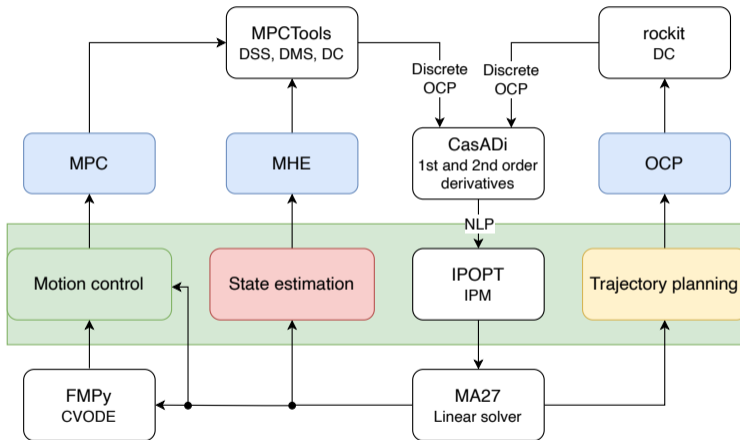 MPCTools
DSS, DMS, DC
rockit
DC
Discrete
OCP
Discrete
OCP
MPC
MHE
CasADi
1st and 2nd order
derivatives
OCP
NLP
Motion control
State estimation
IPOPT
IPM
Trajectory planning
FMPy
CVODE
MA27
Linear solver